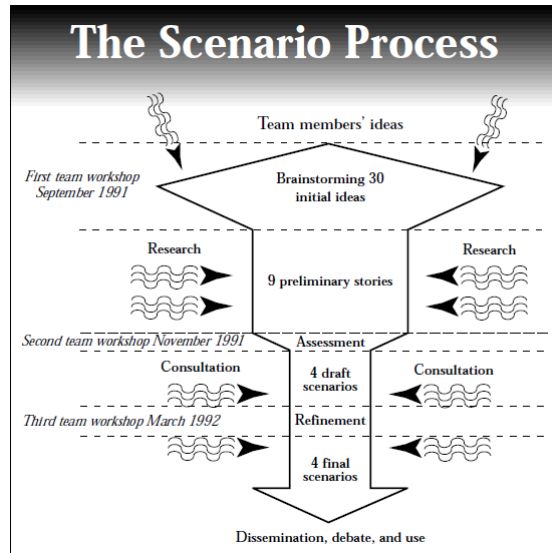 The Scenario Process
Team members' ideas
First team workshop
September 1991
Brainstorming 30
initial ideas
Research
Research
9 preliminary stories
Second team workshop November 1991
Assessment
Consultation
Consultation
4 draft
scenarios
Third team workshop March 1992
Refinement
4 final
scenarios
Dissemination, debate, and use